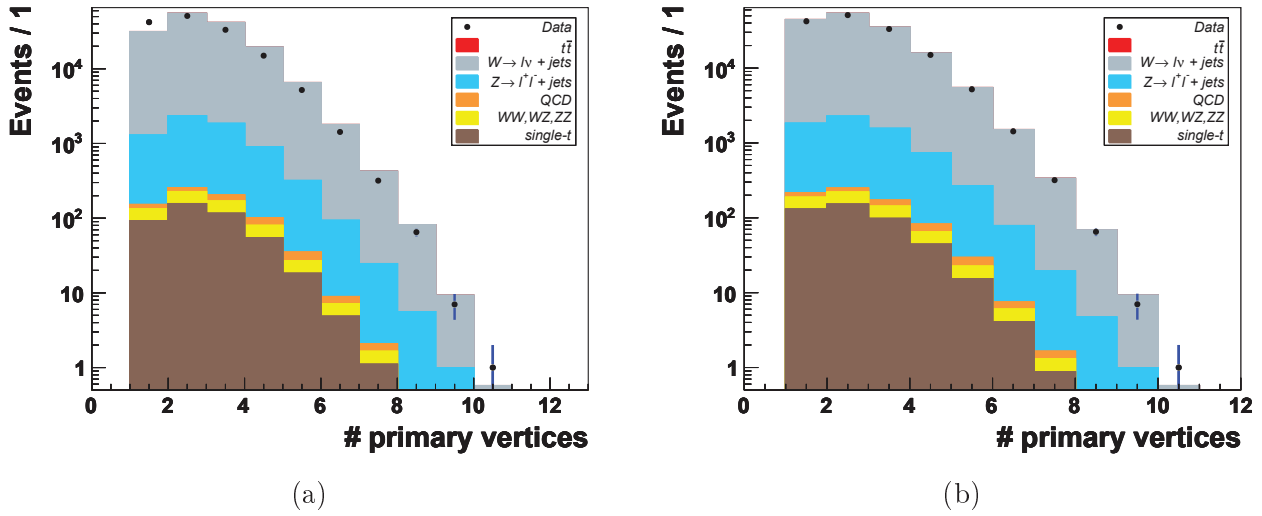 Events / 1
10⁴
10³
10²
10
1
0 2 4 6 8 10 12
# primary vertices
Data
tt̄
W→ lν + jets
Z→ l⁺l⁻ + jets
QCD
WW,WZ,ZZ
single-t
(a)
Events / 1
10⁴
10³
10²
10
1
0 2 4 6 8 10 12
# primary vertices
Data
tt̄
W→ lν + jets
Z→ l⁺l⁻ + jets
QCD
WW,WZ,ZZ
single-t
(b)